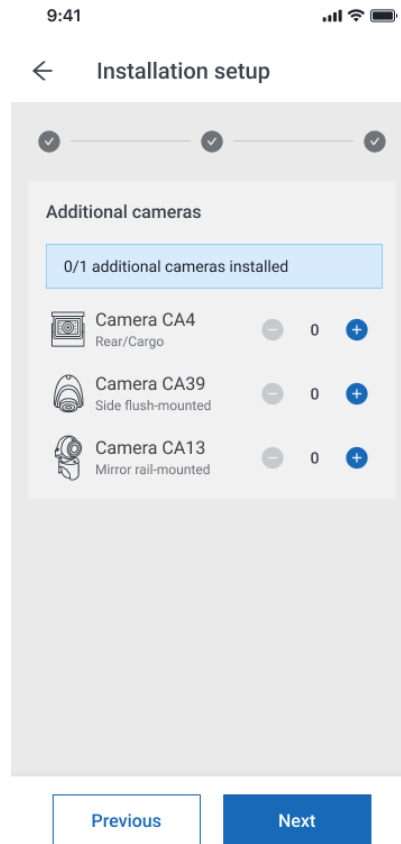 9:41
Installation setup
Additional cameras
0/1 additional cameras installed
Camera CA4
Rear/Cargo
0
Camera CA39
Side flush-mounted
0
Camera CA13
Mirror rail-mounted
0
Previous
Next